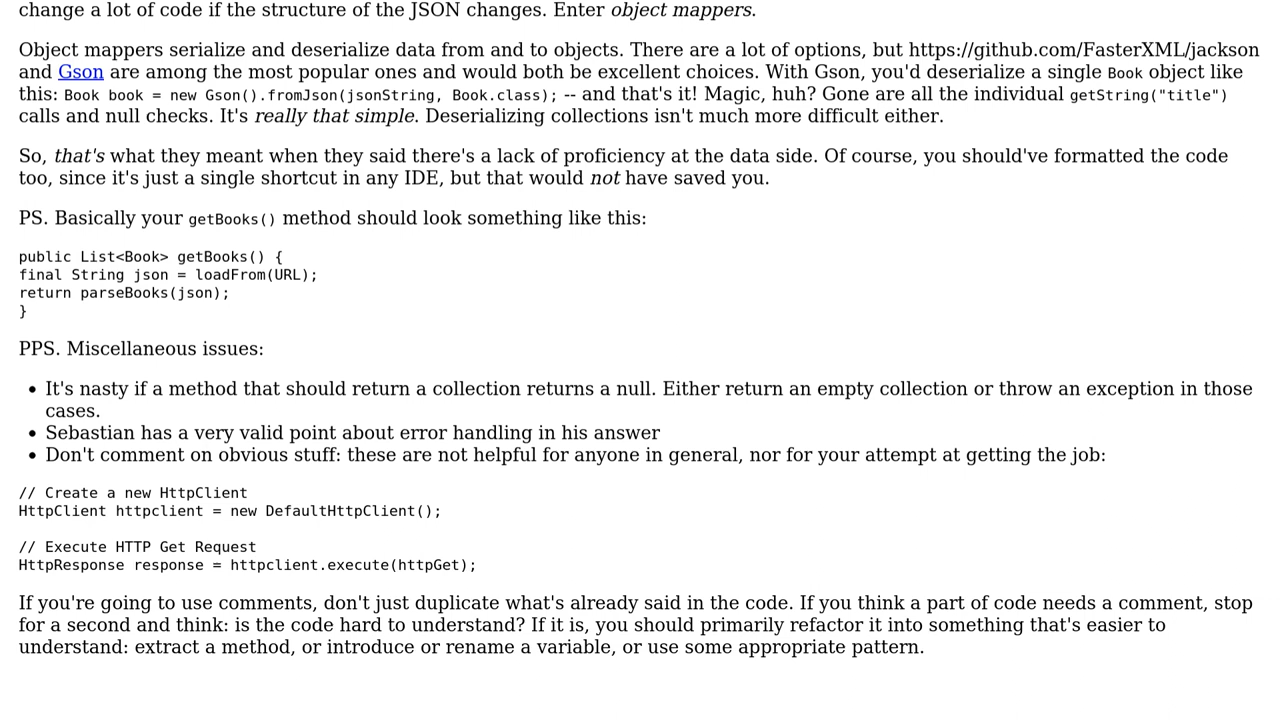 change a lot of code if the structure of the JSON changes. Enter object mappers.
Object mappers serialize and deserialize data from and to objects. There are a lot of options, but https://github.com/FasterXML/jackson
and Gson are among the most popular ones and would both be excellent choices. With Gson, you'd deserialize a single Book object like
this: Book book = new Gson().fromJson(jsonString, Book.class); -- and that's it! Magic, huh? Gone are all the individual getString("title")
calls and null checks. It's really that simple. Deserializing collections isn't much more difficult either.
So, that's what they meant when they said there's a lack of proficiency at the data side. Of course, you should've formatted the code
too, since it's just a single shortcut in any IDE, but that would not have saved you.
PS. Basically your getBooks() method should look something like this:
public List<Book> getBooks() {
final String json = loadFrom(URL);
return parseBooks(json);
}
PPS. Miscellaneous issues:
• It's nasty if a method that should return a collection returns a null. Either return an empty collection or throw an exception in those
cases.
• Sebastian has a very valid point about error handling in his answer
• Don't comment on obvious stuff: these are not helpful for anyone in general, nor for your attempt at getting the job:
// Create a new HttpClient
HttpClient httpclient = new DefaultHttpClient();
// Execute HTTP Get Request
HttpResponse response = httpclient.execute(httpGet);
If you're going to use comments, don't just duplicate what's already said in the code. If you think a part of code needs a comment, stop
for a second and think: is the code hard to understand? If it is, you should primarily refactor it into something that's easier to
understand: extract a method, or introduce or rename a variable, or use some appropriate pattern.